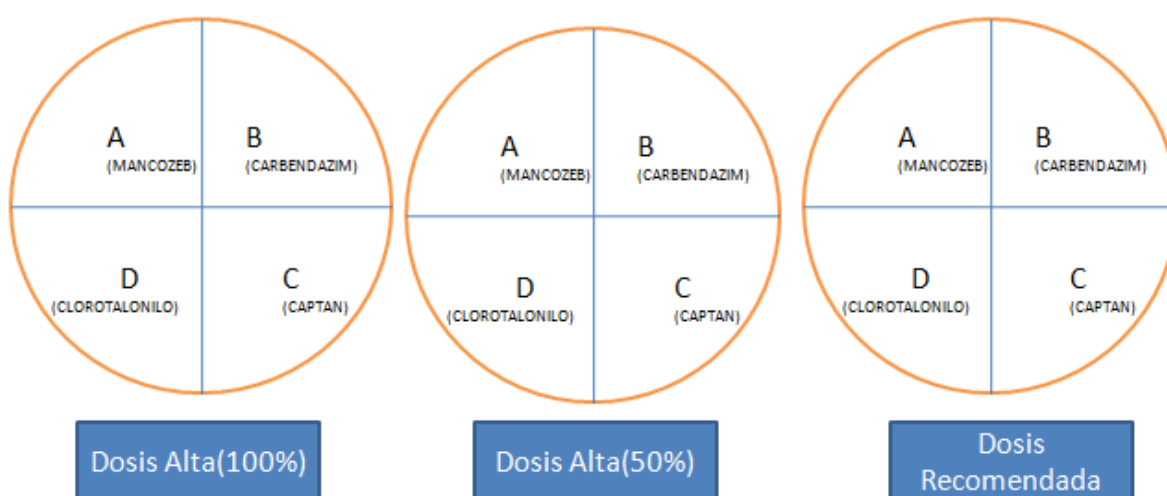 A
(MANCOZEB)
B
(CARBENDAZIM)
D
(CLOROTALONILO)
C
(CAPTAN)
Dosis Alta(100%)
A
(MANCOZEB)
B
(CARBENDAZIM)
D
(CLOROTALONILO)
C
(CAPTAN)
Dosis Alta(50%)
A
(MANCOZEB)
B
(CARBENDAZIM)
D
(CLOROTALONILO)
C
(CAPTAN)
Dosis
Recomendada